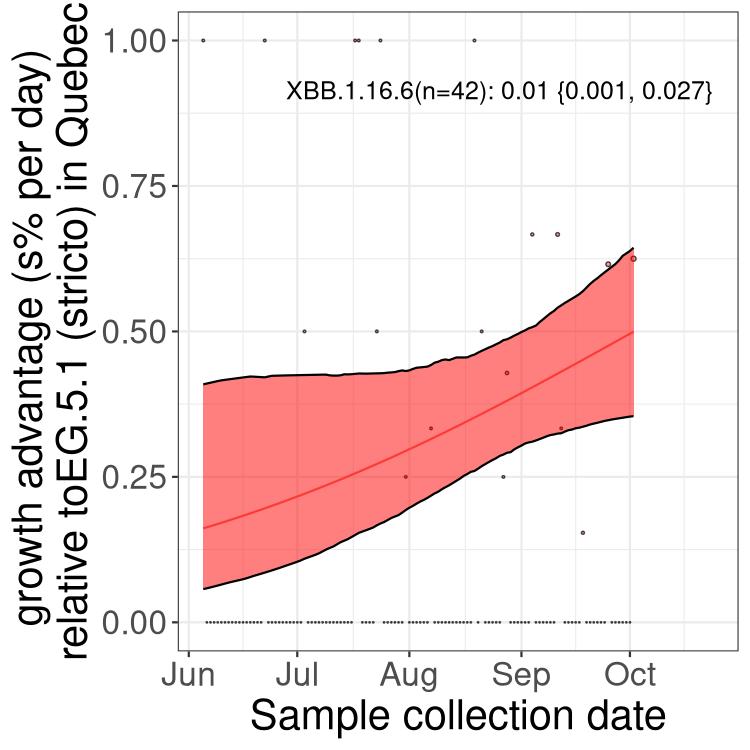 growth advantage (s% per day)
relative toEG.5.1 (stricto) in Quebec
1.00
0.75
0.50
0.25
0.00
XBB.1.16.6(n=42): 0.01 {0.001, 0.027}
Jun Jul Aug Sep Oct
Sample collection date